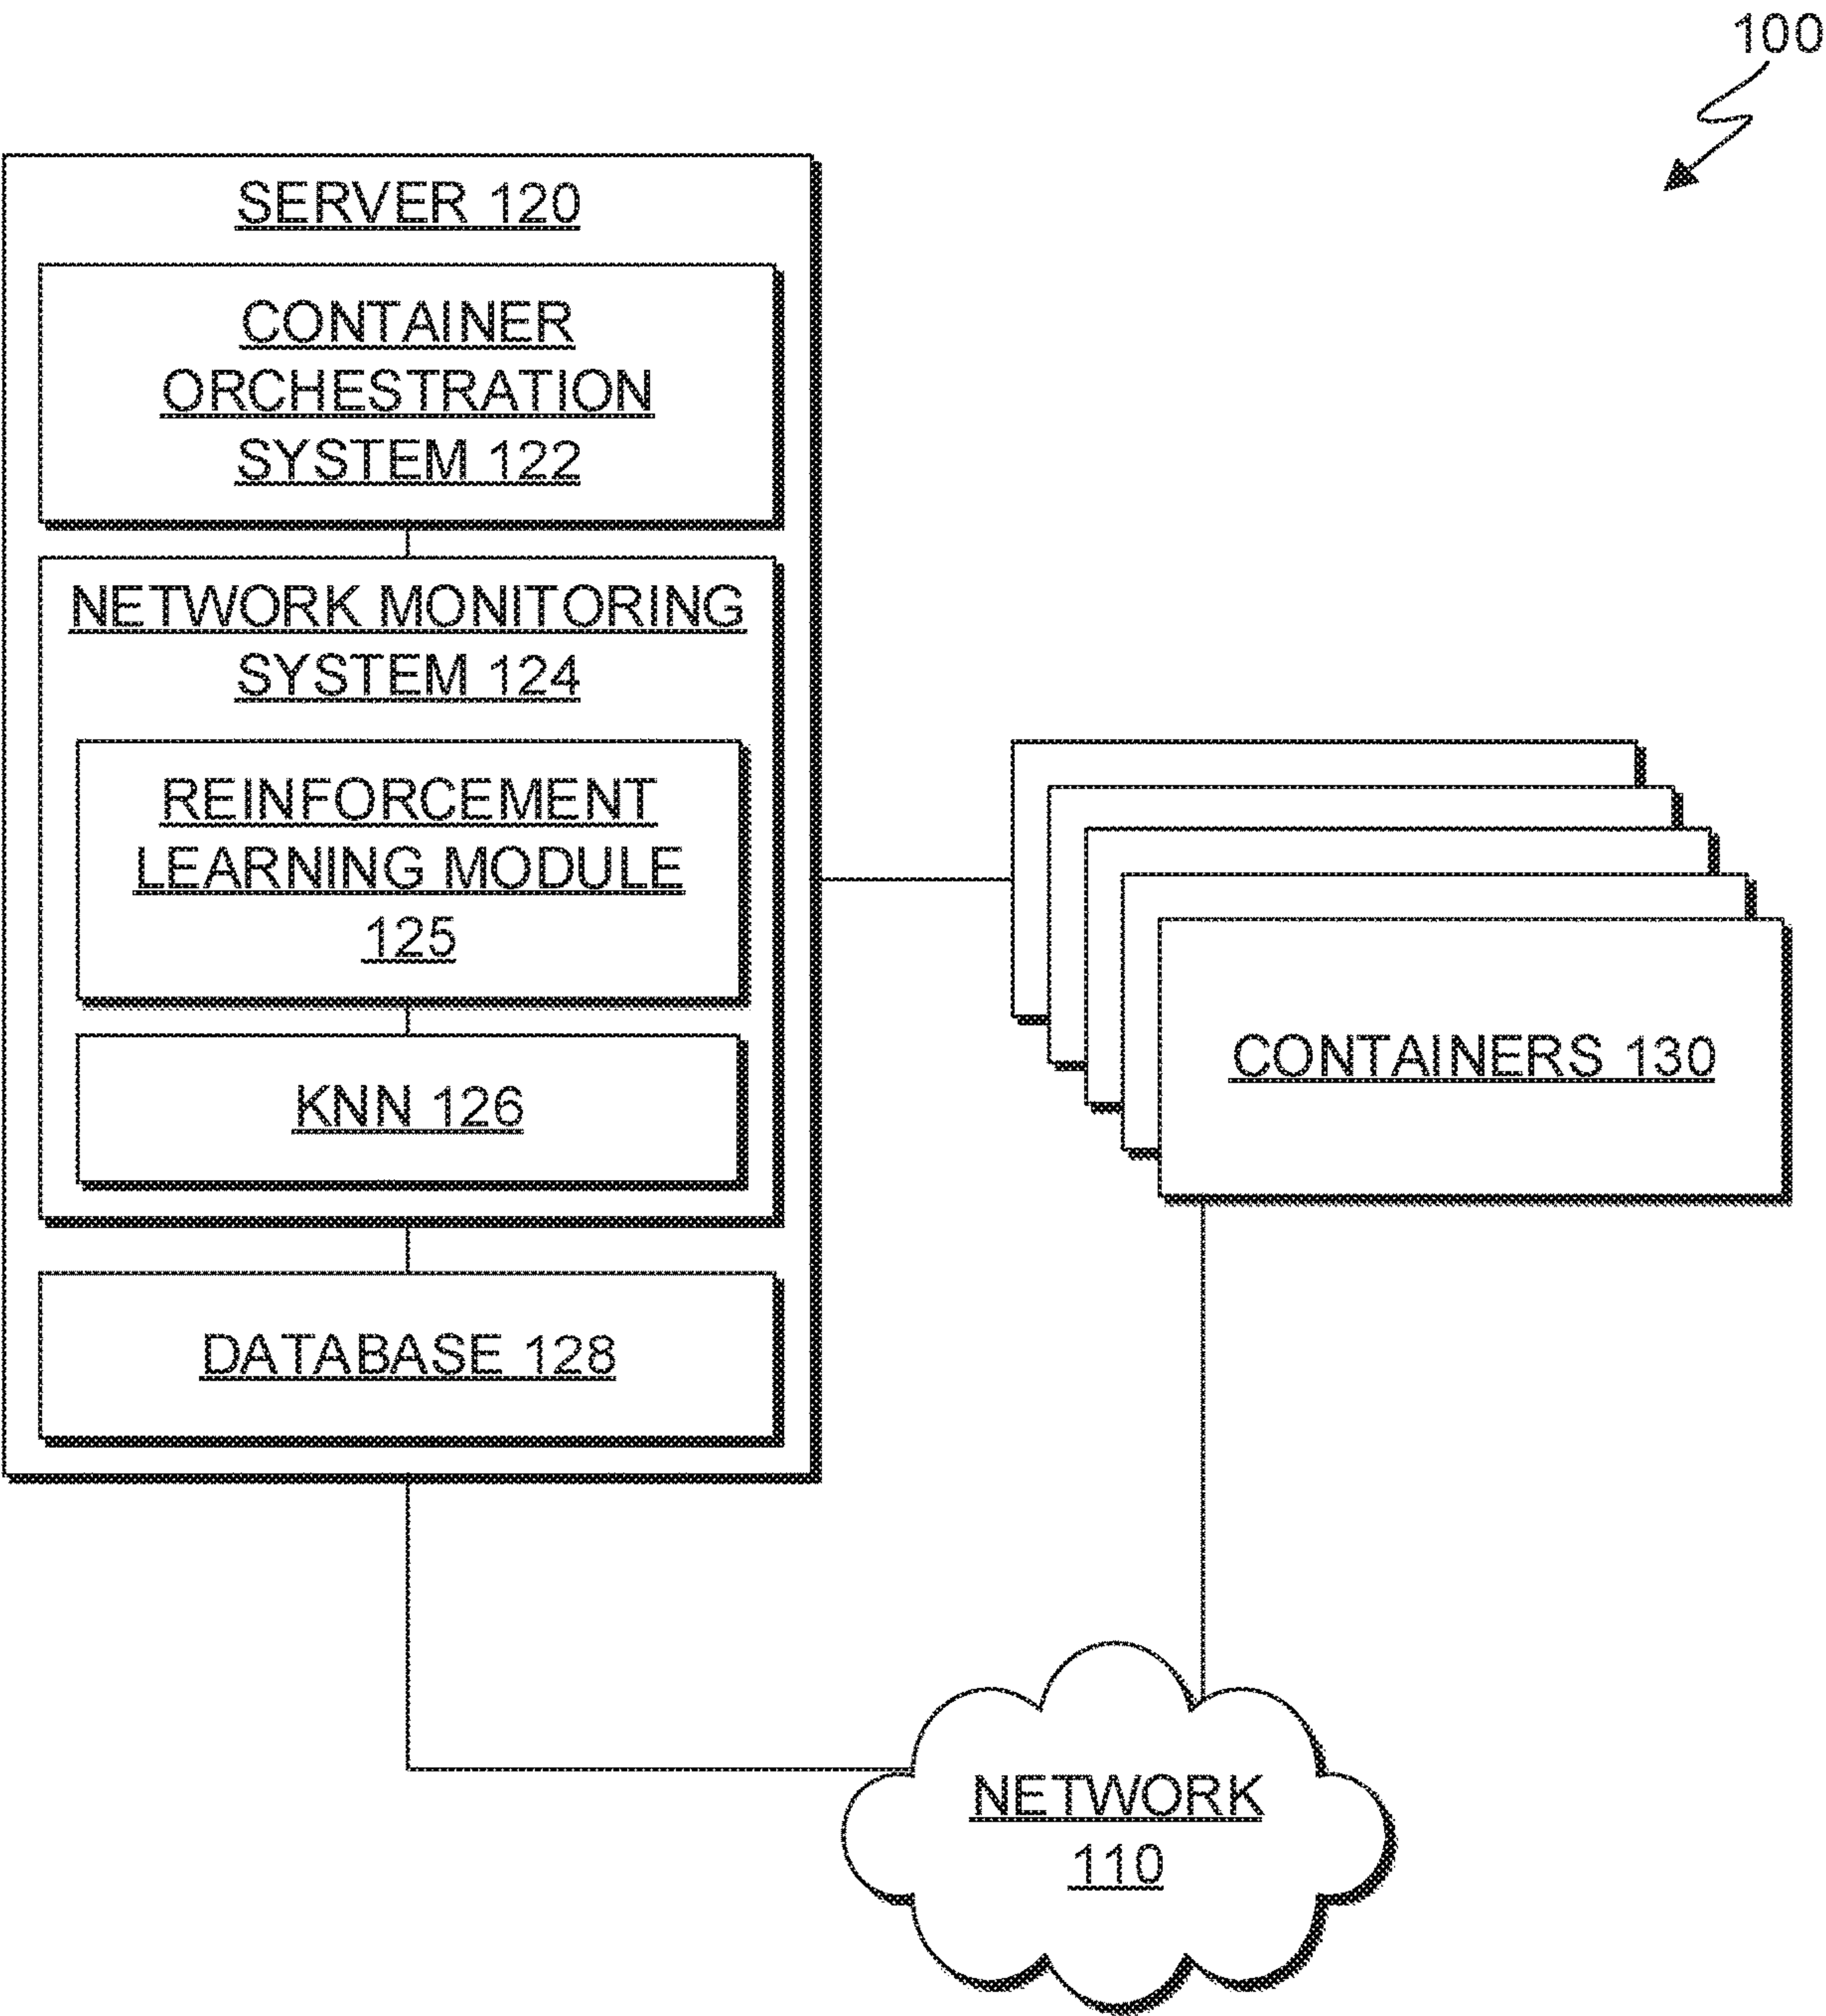 100
SERVER 120
CONTAINER
ORCHESTRATION
SYSTEM 122
NETWORK MONITORING
SYSTEM 124
REINFORCEMENT
LEARNING MODULE
125
KNN 126
DATABASE 128
CONTAINERS 130
NETWORK
110